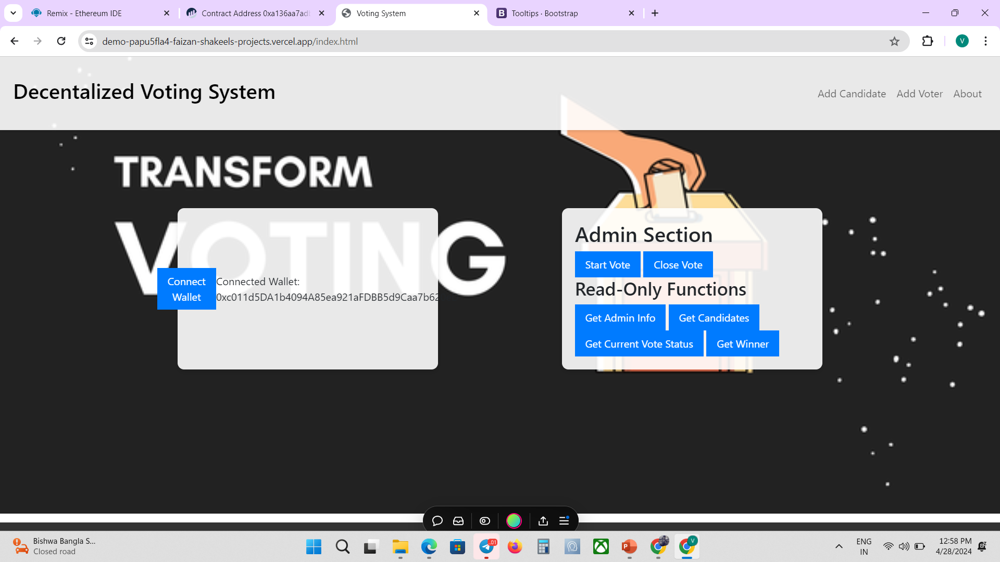 Remix - Ethereum IDE
Contract Address 0xa136aa7adb
Voting System
Tooltips · Bootstrap
demo-papu5fla4-faizan-shakeels-projects.vercel.app/index.html
V
Decentalized Voting System
Add Candidate
Add Voter
About
TRANSFORM
VOTING
Connect
Wallet
Connected Wallet:
0xc011d5DA1b4094A85ea921aFDBB5d9Caa7b62
Admin Section
Start Vote
Close Vote
Read-Only Functions
Get Admin Info
Get Candidates
Get Current Vote Status
Get Winner
Bishwa Bangla S...
Closed road
..01
V
ENG
IN
12:58 PM
4/28/2024